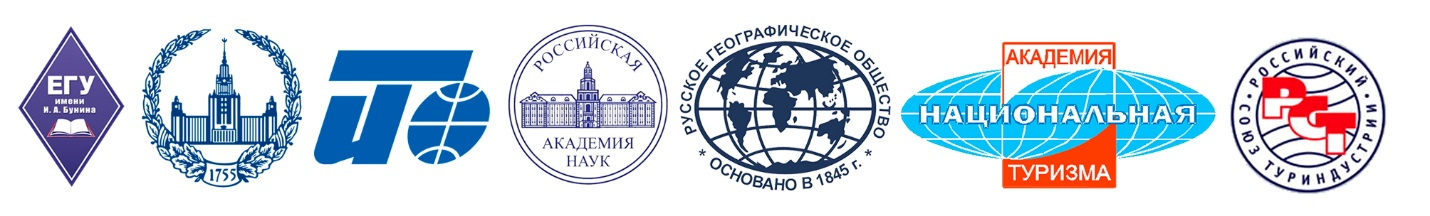 ЕГУ
имени
И. А. Бунина
1755
РОССИЙСКАЯ
АКАДЕМИЯ
НАУК
РУССКОЕ ГЕОГРАФИЧЕСКОЕ ОБЩЕСТВО
* ОСНОВАНО В 1845 г. *
АКАДЕМИЯ
НАЦИОНАЛЬНАЯ
ТУРИЗМА
• РОССИЙСКИЙ •
СОЮЗ ТУРИНДУСТРИИ
РСТ